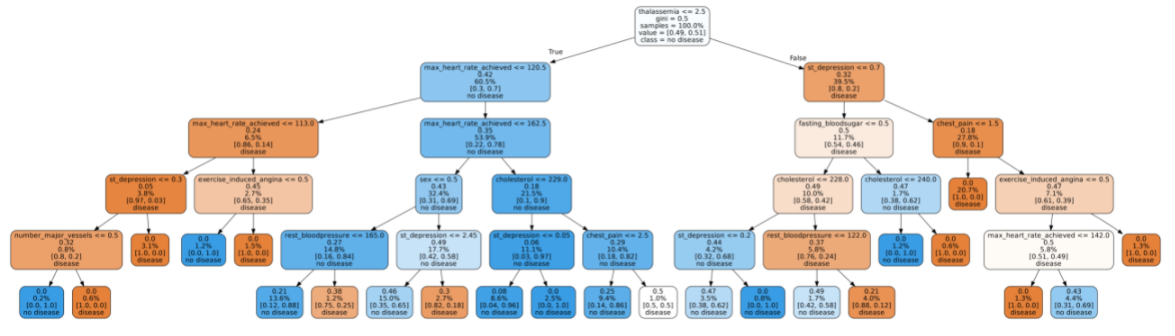 thalassemia <= 2.5
gini = 0.5
samples = 100.0%
value = [0.49, 0.51]
class = no disease
True
False
max_heart_rate_achieved <= 120.5
0.42
60.5%
[0.3, 0.7]
no disease
st_depression <= 0.7
0.32
39.5%
[0.8, 0.2]
disease
max_heart_rate_achieved <= 113.0
0.24
6.5%
[0.86, 0.14]
disease
max_heart_rate_achieved <= 162.5
0.35
53.9%
[0.22, 0.78]
no disease
fasting_bloodsugar <= 0.5
0.5
11.7%
[0.54, 0.46]
disease
chest_pain <= 1.5
0.18
27.8%
[0.9, 0.1]
disease
st_depression <= 0.3
0.05
3.8%
[0.97, 0.03]
disease
exercise_induced_angina <= 0.5
0.45
2.7%
[0.65, 0.35]
disease
sex <= 0.5
0.43
32.4%
[0.31, 0.69]
no disease
cholesterol <= 229.0
0.18
21.5%
[0.1, 0.9]
no disease
cholesterol <= 228.0
0.49
10.0%
[0.58, 0.42]
disease
cholesterol <= 240.0
0.47
1.7%
[0.38, 0.62]
no disease
0.0
20.7%
[1.0, 0.0]
disease
exercise_induced_angina <= 0.5
0.47
7.1%
[0.61, 0.39]
disease
number_major_vessels <= 0.5
0.32
0.8%
[0.8, 0.2]
disease
0.0
3.1%
[1.0, 0.0]
disease
0.0
1.2%
[0.0, 1.0]
no disease
0.0
1.5%
[1.0, 0.0]
disease
rest_bloodpressure <= 165.0
0.27
14.8%
[0.16, 0.84]
no disease
st_depression <= 2.45
0.49
17.7%
[0.42, 0.58]
no disease
st_depression <= 0.05
0.06
11.1%
[0.03, 0.97]
no disease
chest_pain <= 2.5
0.29
10.4%
[0.18, 0.82]
no disease
st_depression <= 0.2
0.44
4.2%
[0.32, 0.68]
no disease
rest_bloodpressure <= 122.0
0.37
5.8%
[0.76, 0.24]
disease
0.0
1.2%
[0.0, 1.0]
no disease
0.0
0.6%
[1.0, 0.0]
disease
max_heart_rate_achieved <= 142.0
0.5
5.8%
[0.51, 0.49]
disease
0.0
1.3%
[1.0, 0.0]
disease
0.0
0.2%
[0.0, 1.0]
no disease
0.0
0.6%
[1.0, 0.0]
disease
0.21
13.6%
[0.12, 0.88]
no disease
0.38
1.2%
[0.75, 0.25]
disease
0.46
15.0%
[0.35, 0.65]
no disease
0.3
2.7%
[0.82, 0.18]
disease
0.08
8.6%
[0.04, 0.96]
no disease
0.0
2.5%
[0.0, 1.0]
no disease
0.25
9.4%
[0.14, 0.86]
no disease
0.5
1.0%
[0.5, 0.5]
disease
0.47
3.5%
[0.38, 0.62]
no disease
0.0
0.8%
[0.0, 1.0]
no disease
0.49
1.7%
[0.42, 0.58]
no disease
0.21
4.0%
[0.88, 0.12]
disease
0.0
1.3%
[1.0, 0.0]
disease
0.43
4.4%
[0.31, 0.69]
no disease